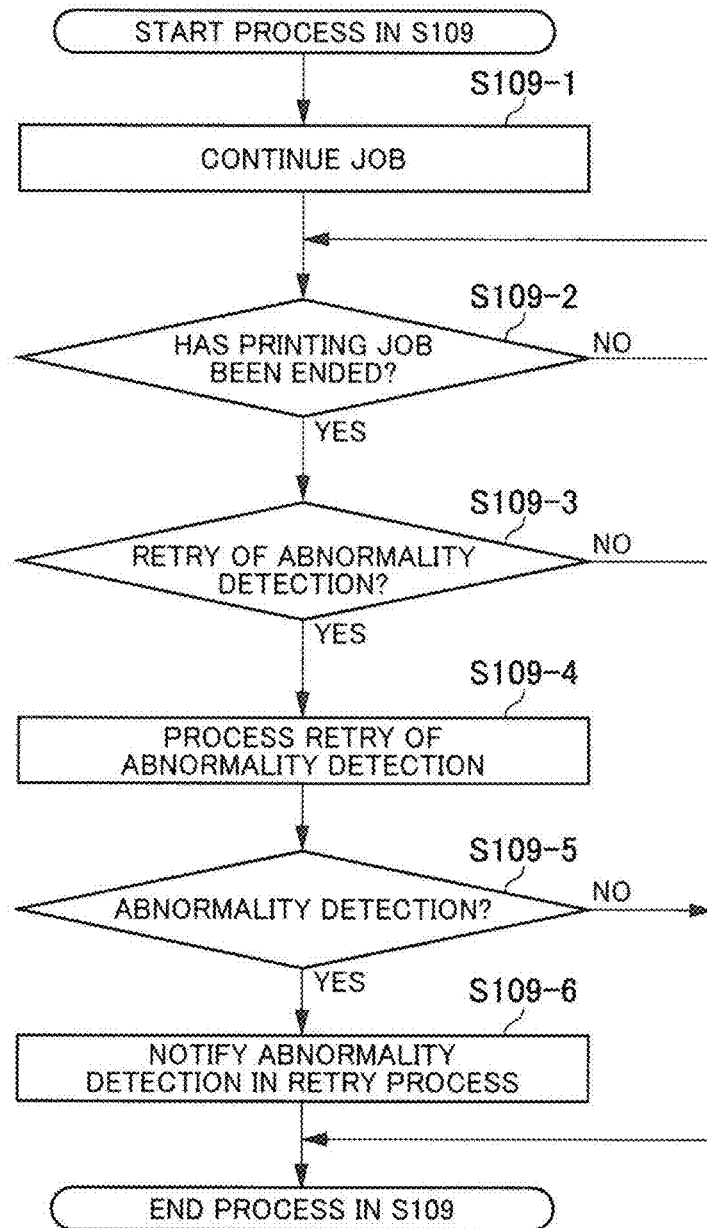 START PROCESS IN S109
S109-1
CONTINUE JOB
S109-2
HAS PRINTING JOB
BEEN ENDED?
NO
YES
S109-3
RETRY OF ABNORMALITY
DETECTION?
NO
YES
S109-4
PROCESS RETRY OF
ABNORMALITY DETECTION
S109-5
ABNORMALITY DETECTION?
NO
YES
S109-6
NOTIFY ABNORMALITY
DETECTION IN RETRY PROCESS
END PROCESS IN S109